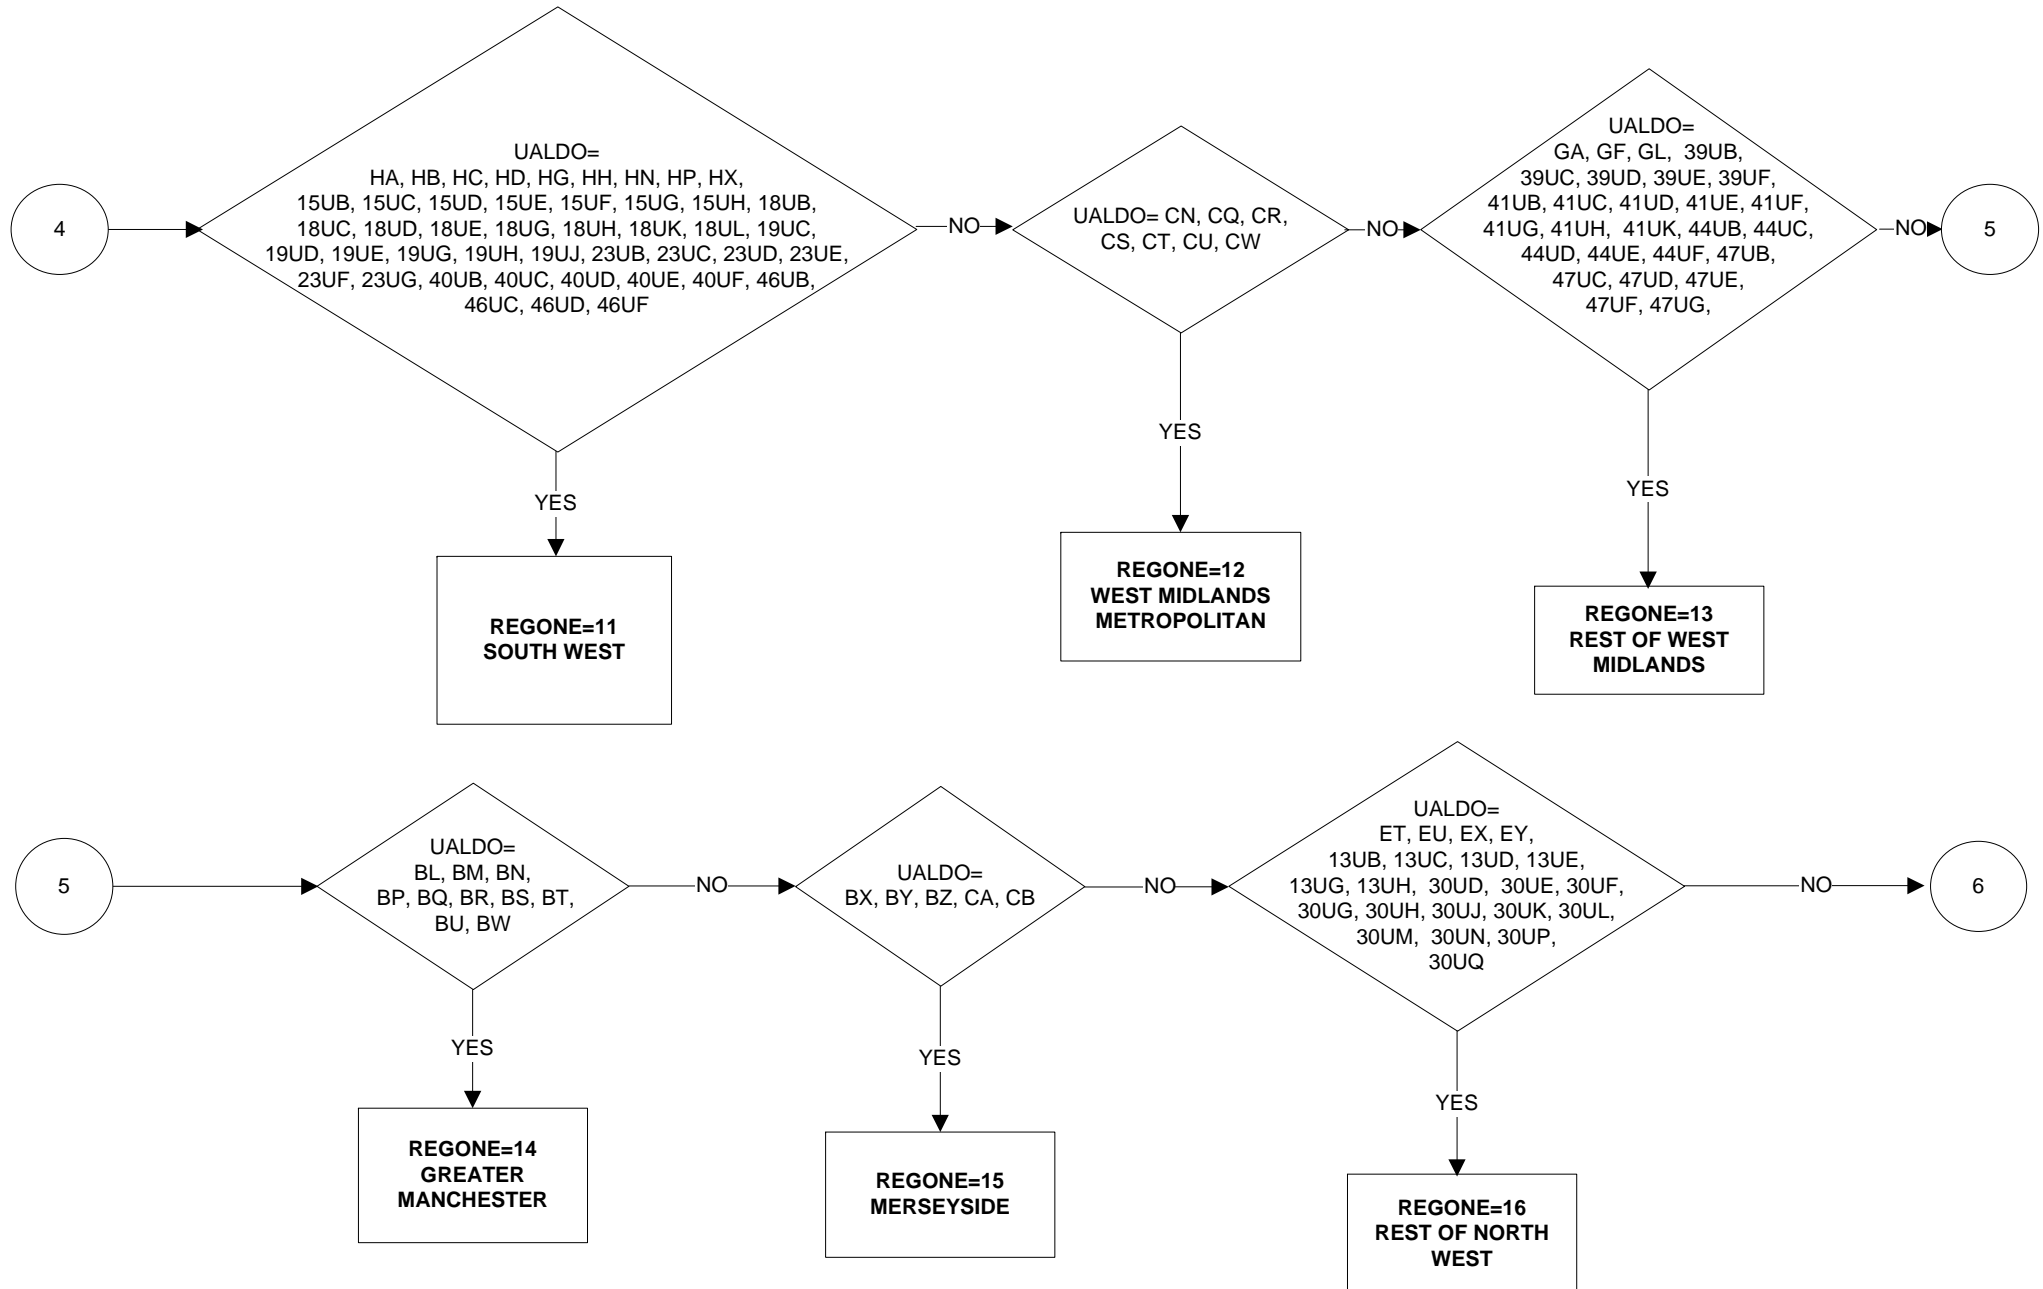 4
UALDO=
HA, HB, HC, HD, HG, HH, HN, HP, HX,
15UB, 15UC, 15UD, 15UE, 15UF, 15UG, 15UH, 18UB,
18UC, 18UD, 18UE, 18UG, 18UH, 18UK, 18UL, 19UC,
19UD, 19UE, 19UG, 19UH, 19UJ, 23UB, 23UC, 23UD, 23UE,
23UF, 23UG, 40UB, 40UC, 40UD, 40UE, 40UF, 46UB,
46UC, 46UD, 46UF
NO
UALDO= CN, CQ, CR,
CS, CT, CU, CW
NO
UALDO=
GA, GF, GL, 39UB,
39UC, 39UD, 39UE, 39UF,
41UB, 41UC, 41UD, 41UE, 41UF,
41UG, 41UH, 41UK, 44UB, 44UC,
44UD, 44UE, 44UF, 47UB,
47UC, 47UD, 47UE,
47UF, 47UG,
NO
5
YES
REGONE=11
SOUTH WEST
YES
REGONE=12
WEST MIDLANDS
METROPOLITAN
YES
REGONE=13
REST OF WEST
MIDLANDS
5
UALDO=
BL, BM, BN,
BP, BQ, BR, BS, BT,
BU, BW
NO
UALDO=
BX, BY, BZ, CA, CB
NO
UALDO=
ET, EU, EX, EY,
13UB, 13UC, 13UD, 13UE,
13UG, 13UH, 30UD, 30UE, 30UF,
30UG, 30UH, 30UJ, 30UK, 30UL,
30UM, 30UN, 30UP,
30UQ
NO
6
YES
REGONE=14
GREATER
MANCHESTER
YES
REGONE=15
MERSEYSIDE
YES
REGONE=16
REST OF NORTH
WEST